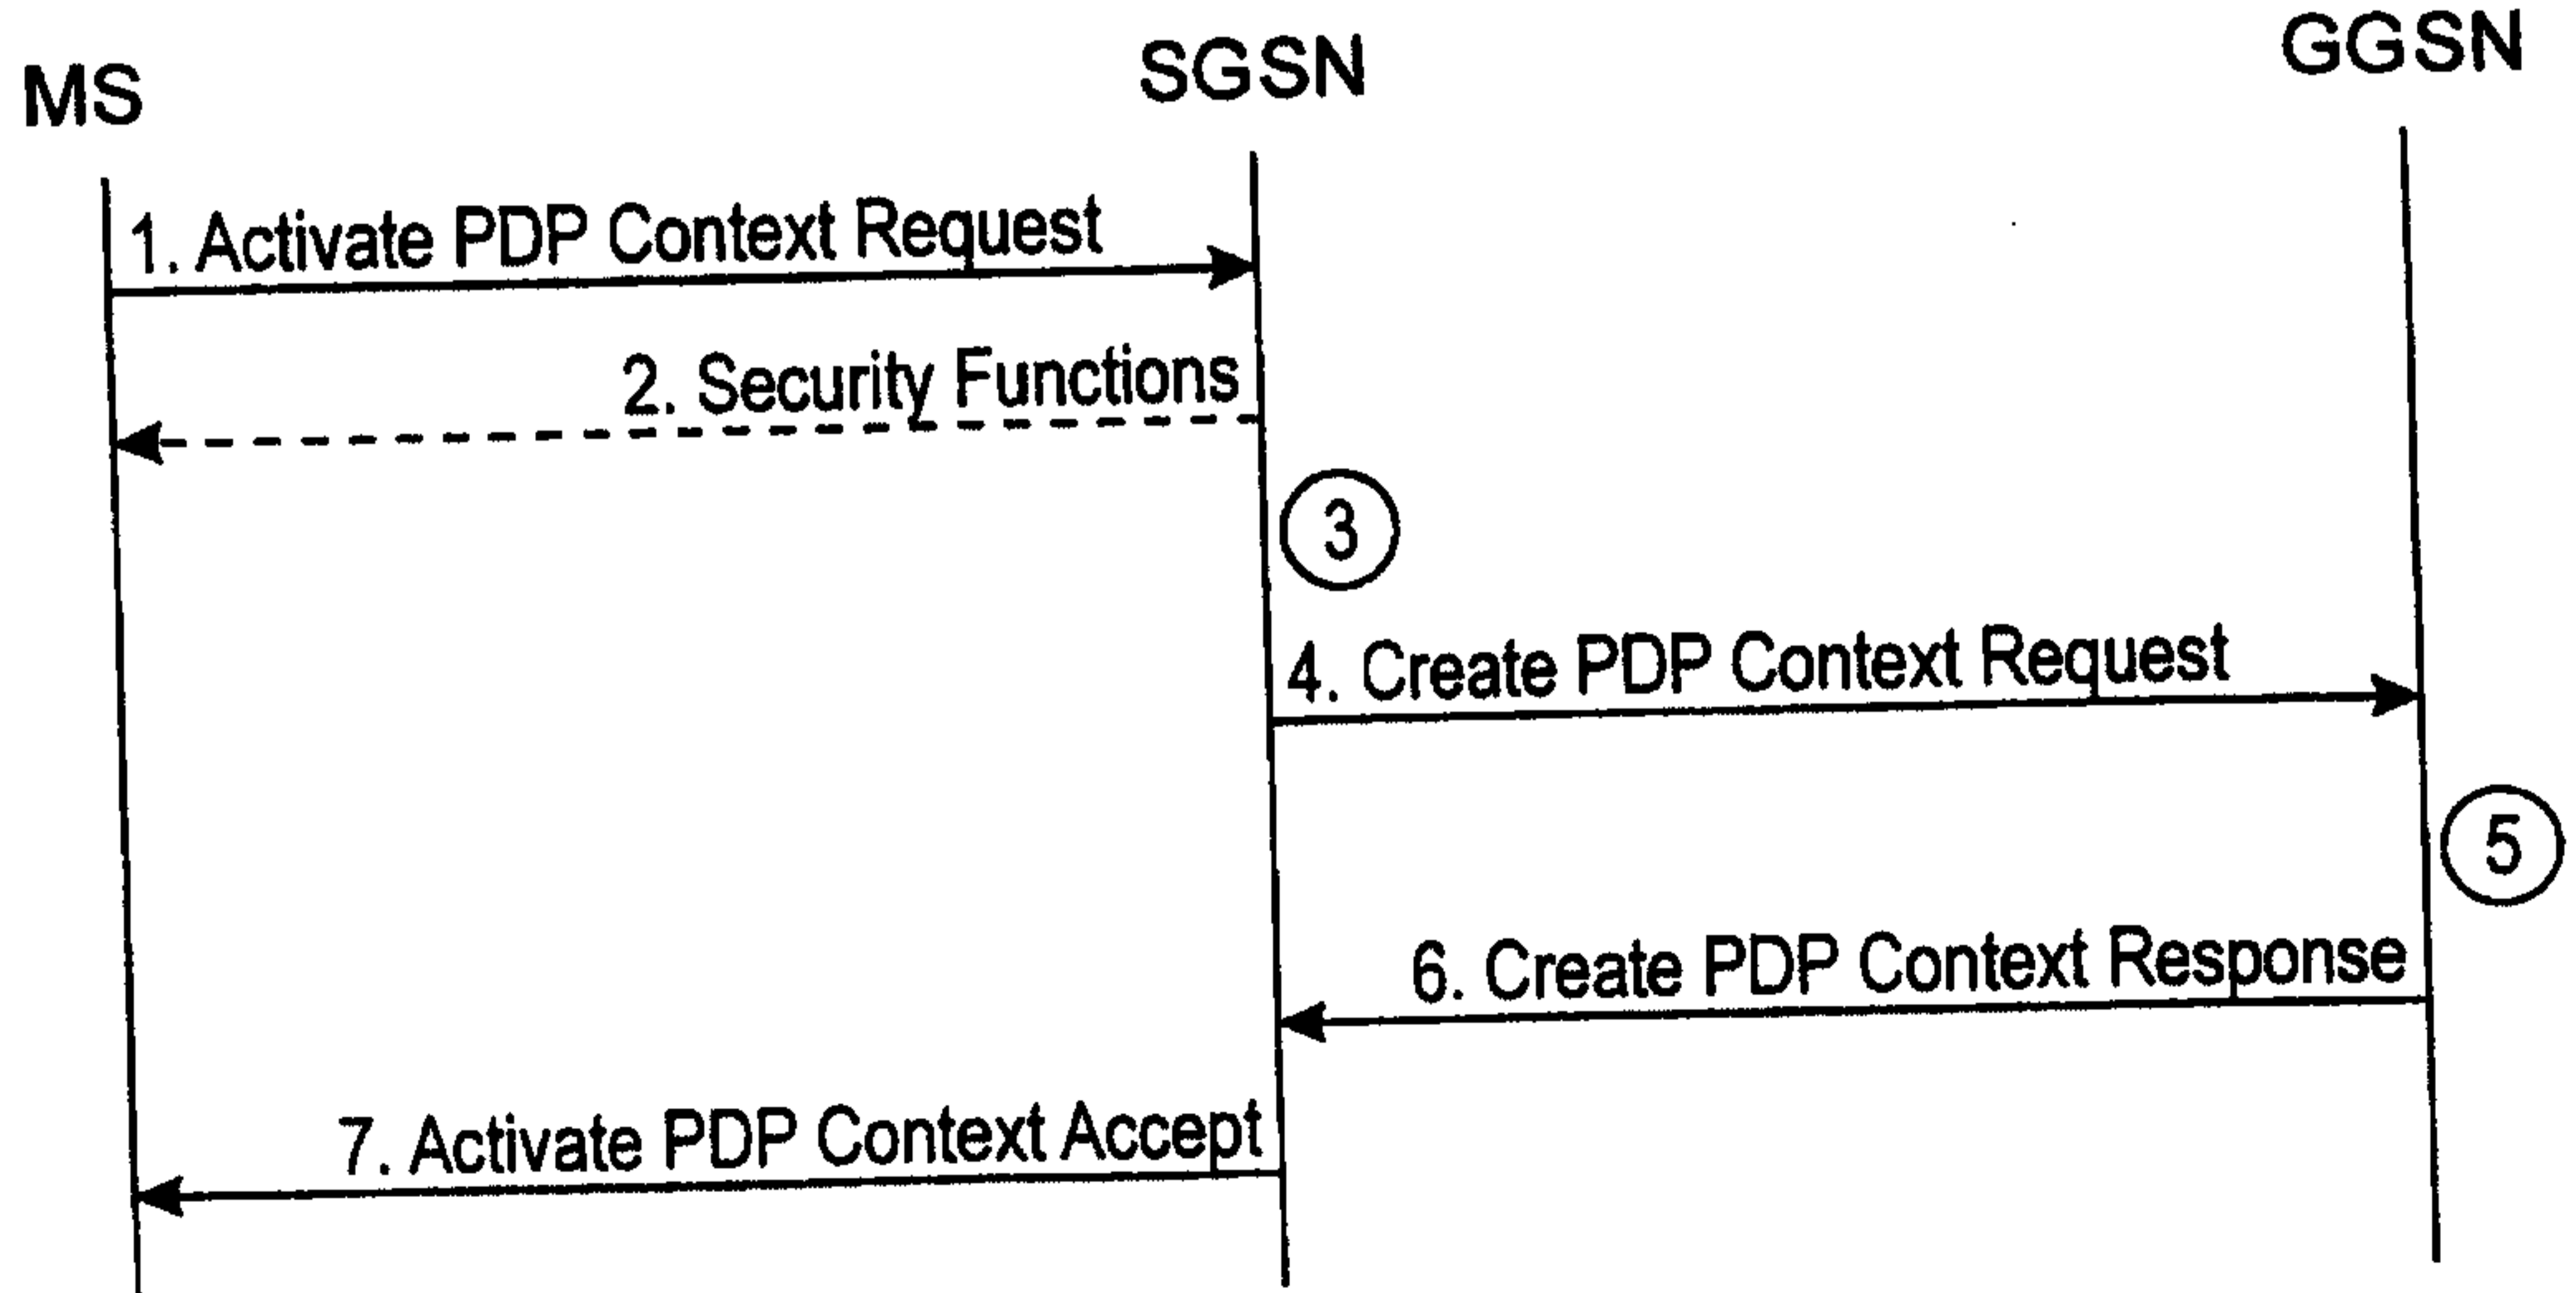 MS
SGSN
GGSN
1. Activate PDP Context Request
2. Security Functions
3
4. Create PDP Context Request
5
6. Create PDP Context Response
7. Activate PDP Context Accept